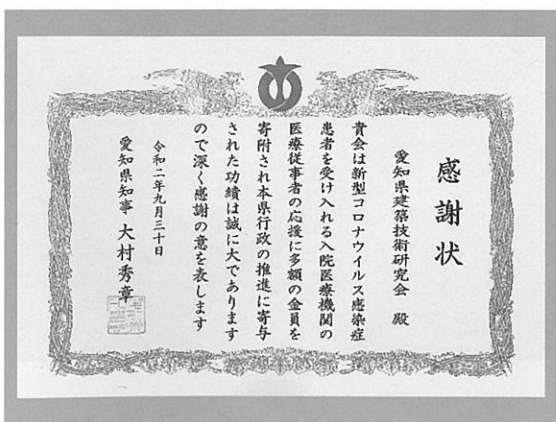 感謝状
愛知県建築技術研究会 殿
貴会は新型コロナウイルス感染症
患者を受け入れる入院医療機関の
医療従事者の応援に多額の金員を
寄附され本県行政の推進に寄与
された功績は誠に大であります
ので深く感謝の意を表します
令和二年九月三十日
愛知県知事 大村秀章